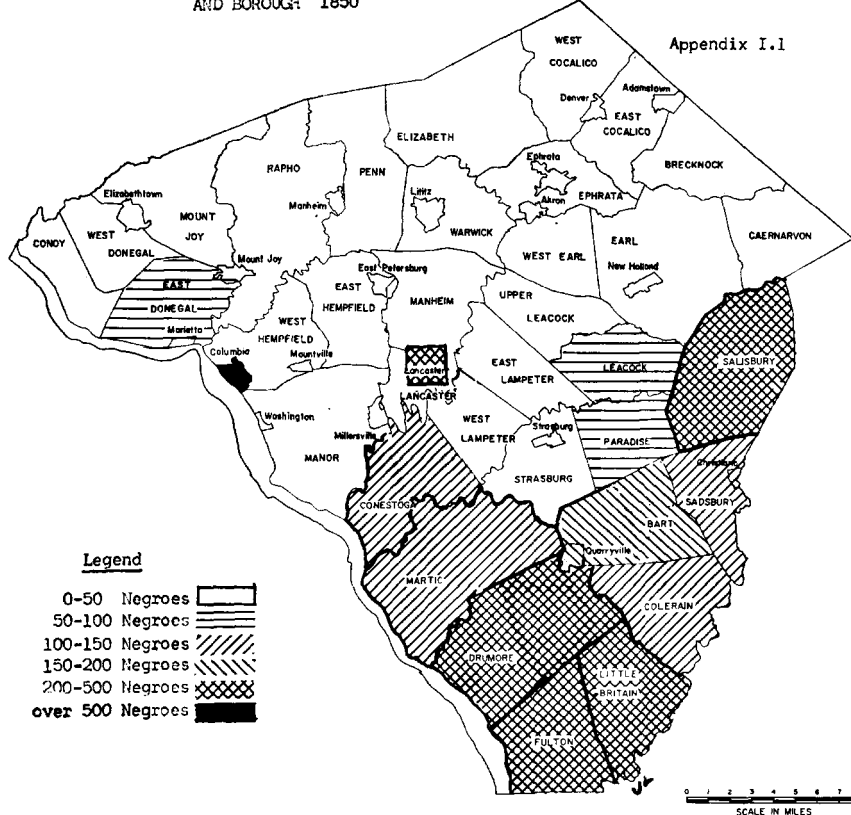 AND BOROUGH 1850
Appendix I.1
WEST
COCALICO
Denver
Adamstown
EAST
COCALICO
ELIZABETH
BRECKNOCK
RAPHO
PENN
Ephrata
EPHRATA
Akron
Elizabethtown
Manheim
Lititz
WARWICK
MOUNT
JOY
WEST
DONEGAL
CONOY
EARL
WEST EARL
New Holland
CAERNARVON
Mount Joy
East Petersburg
EAST
HEMPFIELD
MANHEIM
UPPER
LEACOCK
EAST
DONEGAL
Marietta
WEST
HEMPFIELD
Mountville
Columbia
Lancaster
LANCASTER
EAST
LAMPETER
LEACOCK
SALISBURY
Washington
Millersville
MANOR
WEST
LAMPETER
Strasburg
STRASBURG
PARADISE
Christiana
SADSBURY
CONESTOGA
BART
Quarryville
MARTIC
COLERAIN
DRUMORE
LITTLE
BRITAIN
FULTON
Legend
0-50 Negroes
50-100 Negroes
100-150 Negroes
150-200 Negroes
200-500 Negroes
over 500 Negroes
0 1 2 3 4 5 6 7
SCALE IN MILES